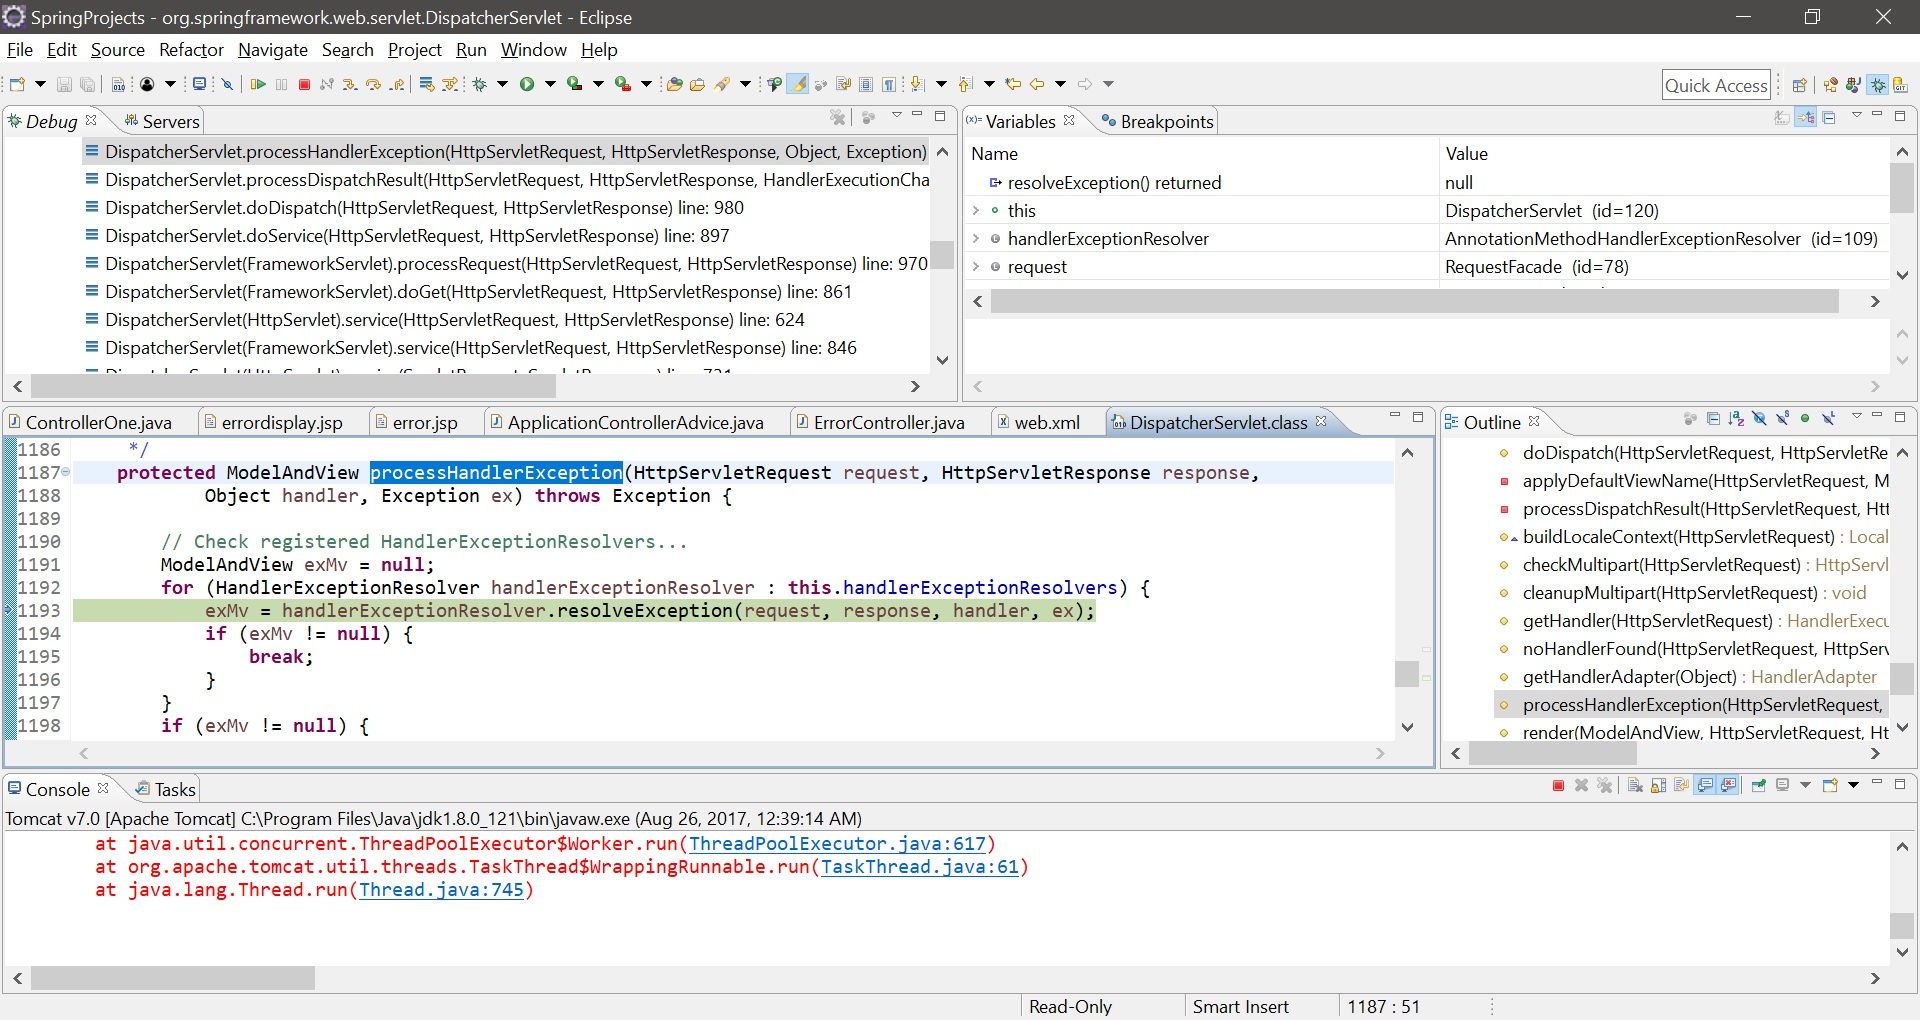 SpringProjects - org.springframework.web.servlet.DispatcherServlet - Eclipse
File Edit Source Refactor Navigate Search Project Run Window Help
Quick Access
Debug Servers
DispatcherServlet.processHandlerException(HttpServletRequest, HttpServletResponse, Object, Exception)
DispatcherServlet.processDispatchResult(HttpServletRequest, HttpServletResponse, HandlerExecutionCha
DispatcherServlet.doDispatch(HttpServletRequest, HttpServletResponse) line: 980
DispatcherServlet.doService(HttpServletRequest, HttpServletResponse) line: 897
DispatcherServlet(FrameworkServlet).processRequest(HttpServletRequest, HttpServletResponse) line: 970
DispatcherServlet(FrameworkServlet).doGet(HttpServletRequest, HttpServletResponse) line: 861
DispatcherServlet(HttpServlet).service(HttpServletRequest, HttpServletResponse) line: 624
DispatcherServlet(FrameworkServlet).service(HttpServletRequest, HttpServletResponse) line: 846
(x)= Variables Breakpoints
Name Value
resolveException() returned null
this DispatcherServlet (id=120)
handlerExceptionResolver AnnotationMethodHandlerExceptionResolver (id=109)
request RequestFacade (id=78)
ControllerOne.java errordisplay.jsp error.jsp ApplicationControllerAdvice.java ErrorController.java web.xml DispatcherServlet.class
1186 */
1187 protected ModelAndView processHandlerException(HttpServletRequest request, HttpServletResponse response,
1188 Object handler, Exception ex) throws Exception {
1189
1190 // Check registered HandlerExceptionResolvers...
1191 ModelAndView exMv = null;
1192 for (HandlerExceptionResolver handlerExceptionResolver : this.handlerExceptionResolvers) {
1193 exMv = handlerExceptionResolver.resolveException(request, response, handler, ex);
1194 if (exMv != null) {
1195 break;
1196 }
1197 }
1198 if (exMv != null) {
Outline
doDispatch(HttpServletRequest, HttpServletRe
applyDefaultViewName(HttpServletRequest, M
processDispatchResult(HttpServletRequest, Htt
buildLocaleContext(HttpServletRequest) : Local
checkMultipart(HttpServletRequest) : HttpServl
cleanupMultipart(HttpServletRequest) : void
getHandler(HttpServletRequest) : HandlerExecu
noHandlerFound(HttpServletRequest, HttpServ
getHandlerAdapter(Object) : HandlerAdapter
processHandlerException(HttpServletRequest,
render(ModelAndView, HttpServletRequest, Ht
Console Tasks
Tomcat v7.0 [Apache Tomcat] C:\Program Files\Java\jdk1.8.0_121\bin\javaw.exe (Aug 26, 2017, 12:39:14 AM)
at java.util.concurrent.ThreadPoolExecutor$Worker.run(ThreadPoolExecutor.java:617)
at org.apache.tomcat.util.threads.TaskThread$WrappingRunnable.run(TaskThread.java:61)
at java.lang.Thread.run(Thread.java:745)
Read-Only Smart Insert 1187 : 51